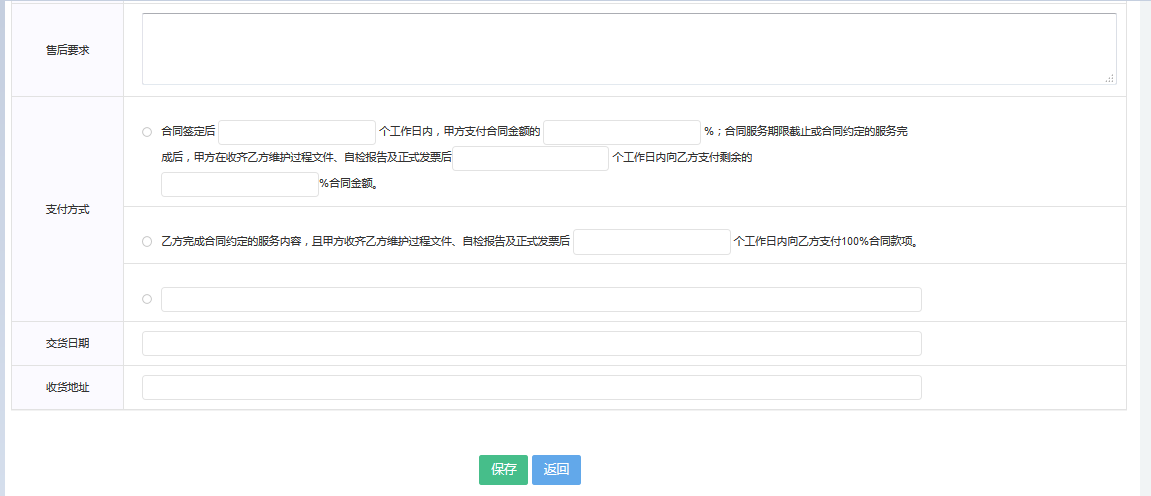 售后要求
支付方式
合同签定后 个工作日内，甲方支付合同金额的 %；合同服务期限截止或合同约定的服务完
成后，甲方在收齐乙方维护过程文件、自检报告及正式发票后 个工作日内向乙方支付剩余的
%合同金额。
乙方完成合同约定的服务内容，且甲方收齐乙方维护过程文件、自检报告及正式发票后 个工作日内向乙方支付100%合同款项。
交货日期
收货地址
保存 返回